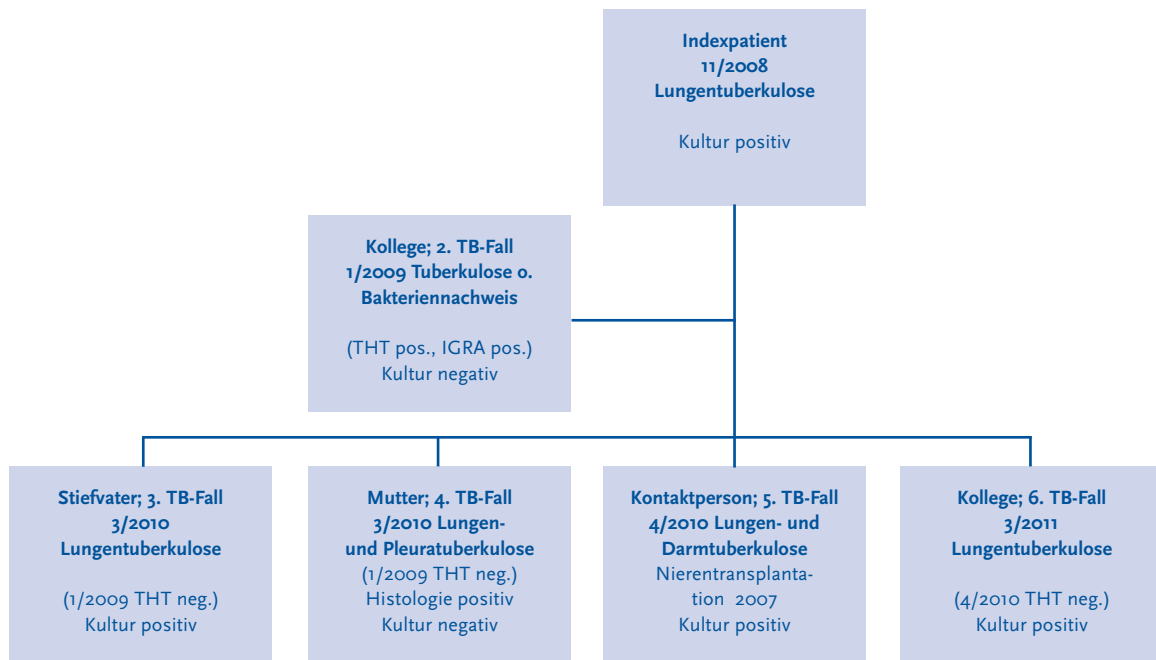 Indexpatient
11/2008
Lungentuberkulose
Kultur positiv
Kollege; 2. TB-Fall
1/2009 Tuberkulose o.
Bakteriennachweis
(THT pos., IGRA pos.)
Kultur negativ
Stiefvater; 3. TB-Fall
3/2010
Lungentuberkulose
(1/2009 THT neg.)
Kultur positiv
Mutter; 4. TB-Fall
3/2010 Lungen-
und Pleuratuberkulose
(1/2009 THT neg.)
Histologie positiv
Kultur negativ
Kontaktperson; 5. TB-Fall
4/2010 Lungen- und
Darmtuberkulose
Nierentransplanta-
tion 2007
Kultur positiv
Kollege; 6. TB-Fall
3/2011
Lungentuberkulose
(4/2010 THT neg.)
Kultur positiv